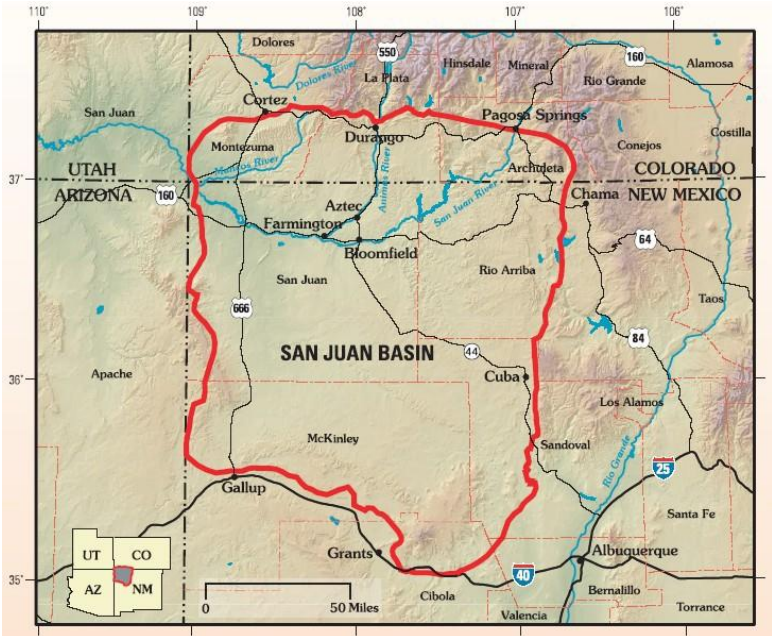 110°
109°
108°
107°
106°
Dolores
550
Hinsdale
Mineral
160
Alamosa
Dolores River
La Plata
Rio Grande
San Juan
Cortez
Pagosa Springs
Costilla
Durango
Conejos
Montezuma
Mancos River
Animas River
Archuleta
UTAH
COLORADO
37°
ARIZONA
NEW MEXICO
160
Chama
Aztec
San Juan River
Farmington
Bloomfield
64
San Juan
Rio Arriba
Taos
666
84
SAN JUAN BASIN
44
36°
Apache
Cuba
Los Alamos
McKinley
Sandoval
Rio Grande
25
Gallup
Santa Fe
UT
CO
Grants
Albuquerque
35°
AZ
NM
40
0
50 Miles
Cibola
Bernalillo
Valencia
Torrance